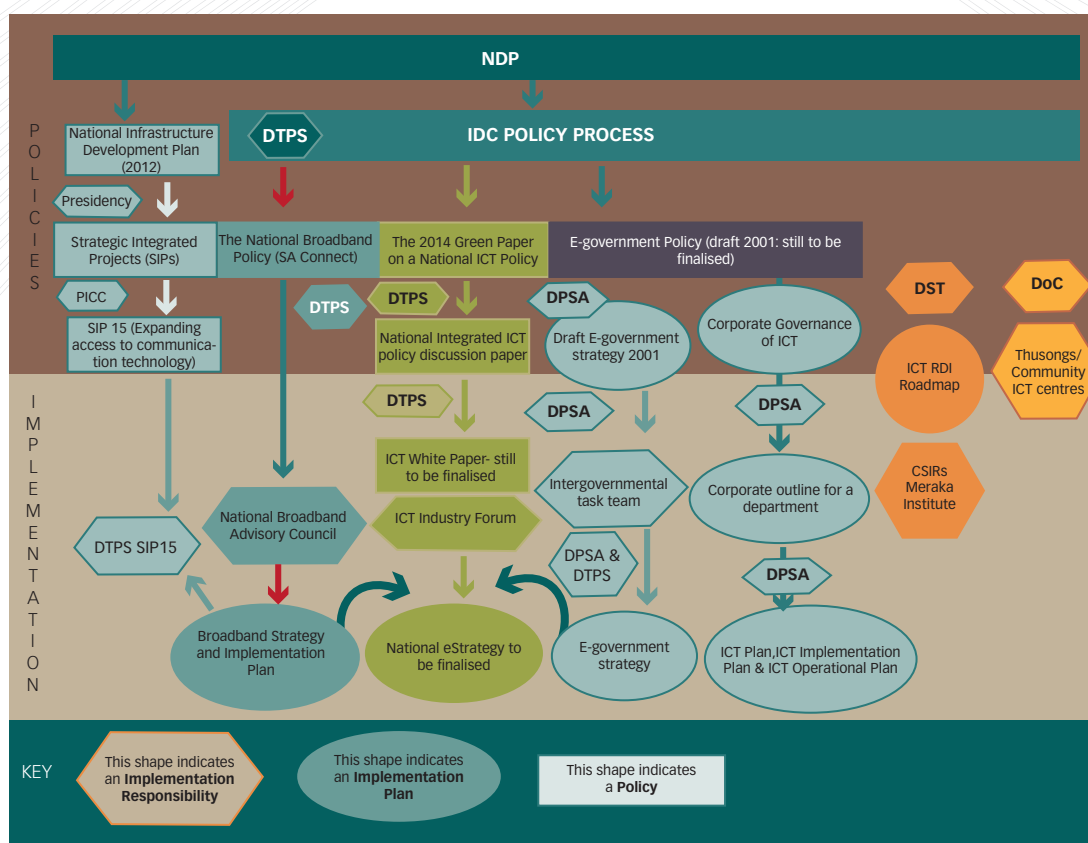 NDP
POLICIES
DTPS
IDC POLICY PROCESS
National Infrastructure
Development Plan
(2012)
Presidency
Strategic Integrated
Projects (SIPs)
The National Broadband
Policy (SA Connect)
The 2014 Green Paper
on a National ICT Policy
E-government Policy (draft 2001: still to be
finalised)
PICC
DTPS
DTPS
DPSA
DST
DoC
SIP 15 (Expanding
access to communica-
tion technology)
National Integrated ICT
policy discussion paper
Draft E-government
strategy 2001
Corporate Governance
of ICT
ICT RDI
Roadmap
Thusongs/
Community
ICT centres
IMPLEMENTATION
DTPS
DPSA
DPSA
ICT White Paper- still
to be finalised
Intergovernmental
task team
Corporate outline for a
department
CSIRs
Meraka
Institute
DTPS SIP15
National Broadband
Advisory Council
ICT Industry Forum
DPSA &
DTPS
DPSA
Broadband Strategy
and Implementation
Plan
National eStrategy to
be finalised
E-government
strategy
ICT Plan,ICT Implementation
Plan & ICT Operational Plan
KEY
This shape indicates
an Implementation
Responsibility
This shape indicates
an Implementation
Plan
This shape indicates
a Policy